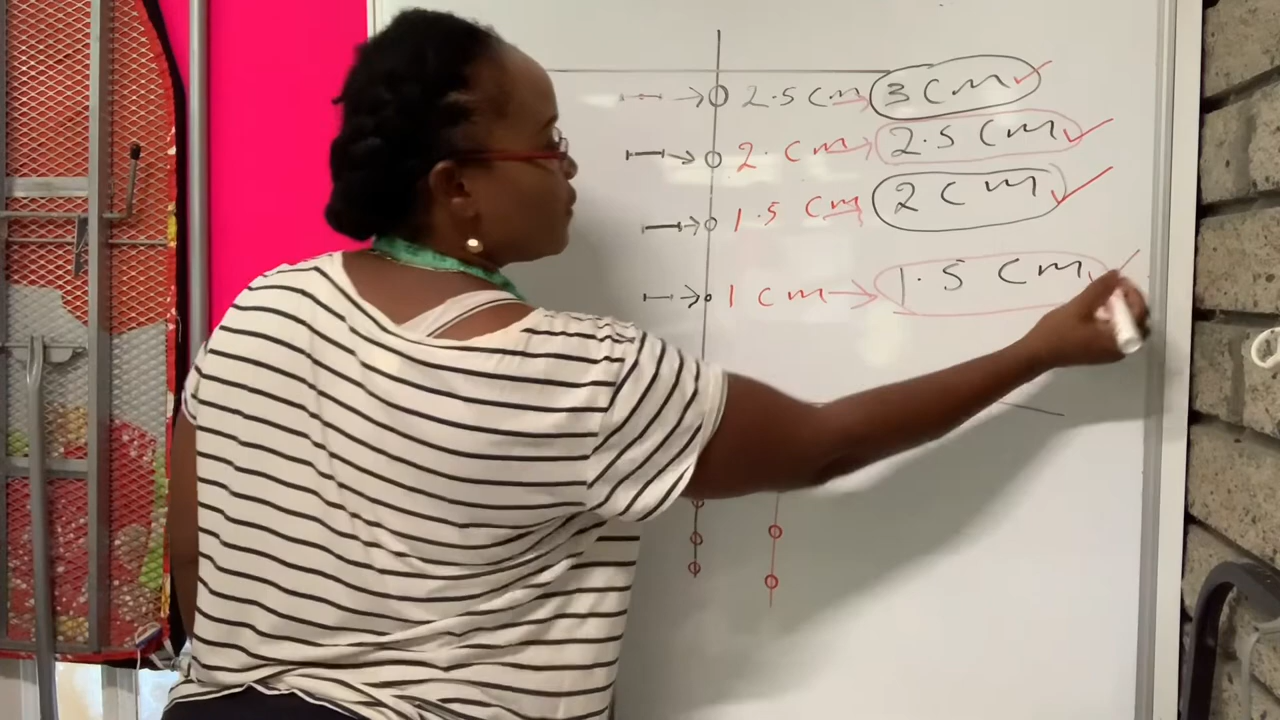 2.5 cm → 3 cm ✓
2. cm → 2.5 cm ✓
1.5 cm → 2 cm ✓
1 cm → 1.5 cm ✓